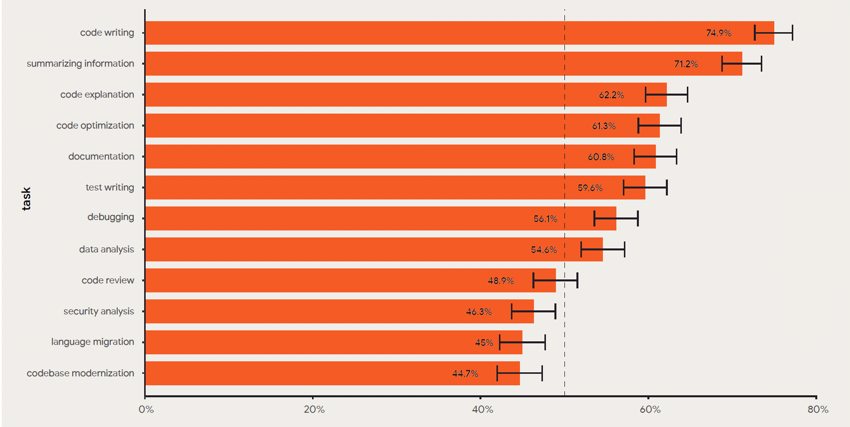 task
code writing 74.9%
summarizing information 71.2%
code explanation 62.2%
code optimization 61.3%
documentation 60.8%
test writing 59.6%
debugging 56.1%
data analysis 54.6%
code review 48.9%
security analysis 46.3%
language migration 45%
codebase modernization 44.7%
0% 20% 40% 60% 80%